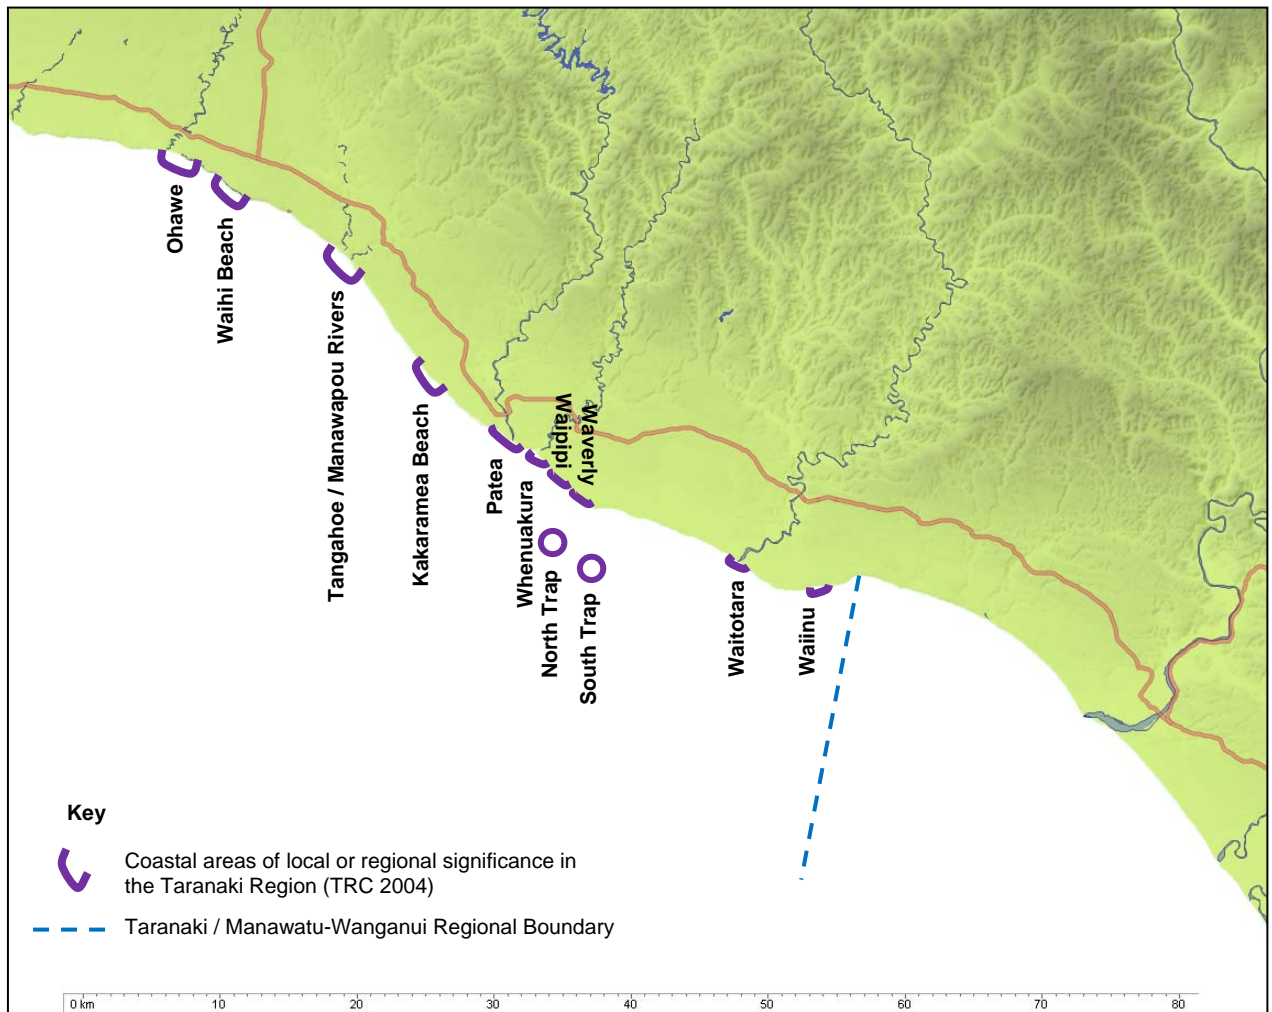 Ohawe
Waihi Beach
Tangahoe / Manawapou Rivers
Kakaramea Beach
Patea
Whenuakura
Waipipi
Waverly
North Trap
South Trap
Waitotara
Waiinu
Key
Coastal areas of local or regional significance in
the Taranaki Region (TRC 2004)
Taranaki / Manawatu-Wanganui Regional Boundary
0 km 10 20 30 40 50 60 70 80